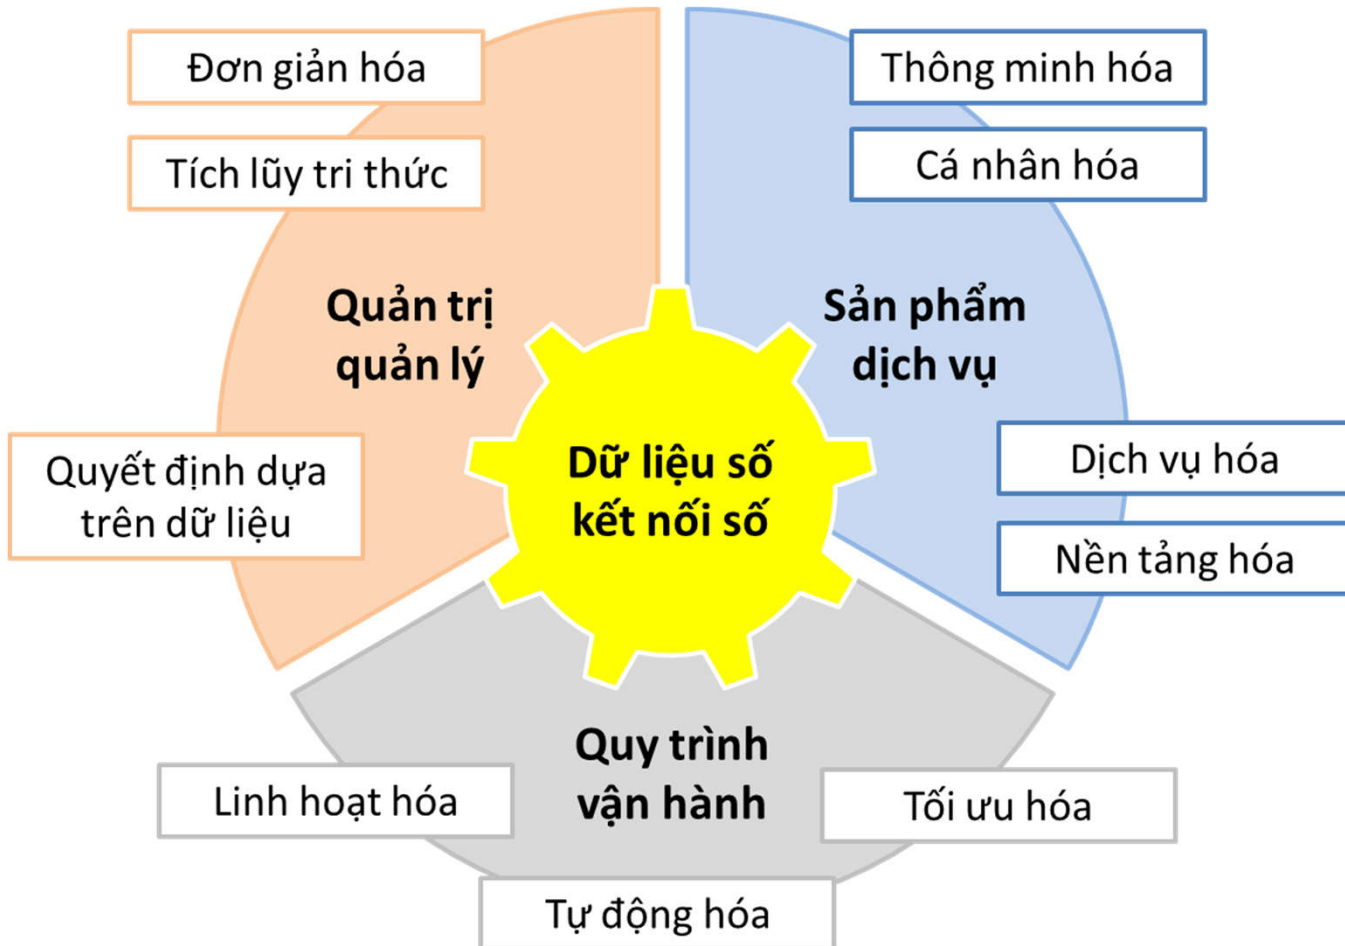 Đơn giản hóa
Tích lũy tri thức
Quản trị
quản lý
Quyết định dựa
trên dữ liệu
Thông minh hóa
Cá nhân hóa
Sản phẩm
dịch vụ
Dịch vụ hóa
Nền tảng hóa
Dữ liệu số
kết nối số
Quy trình
vận hành
Linh hoạt hóa
Tối ưu hóa
Tự động hóa